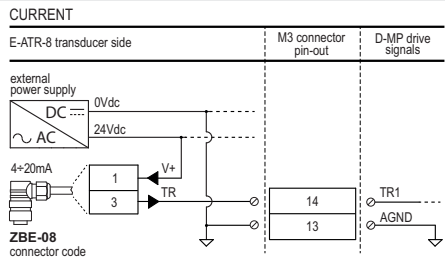 CURRENT
E-ATR-8 transducer side
M3 connector
pin-out
D-MP drive
signals
external
power supply
DC
AC
0Vdc
24Vdc
4÷20mA
1
V+
3
TR
14
TR1
13
AGND
ZBE-08
connector code